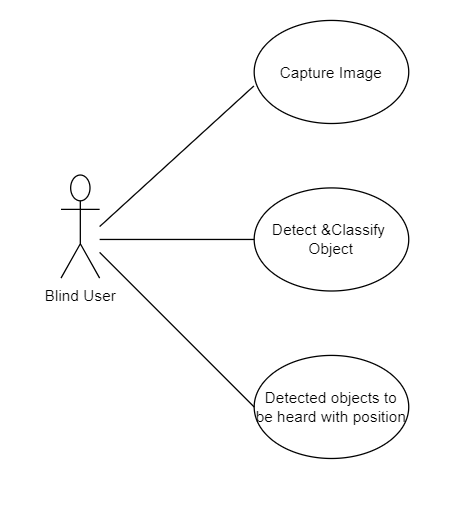 Capture Image
Detect &Classify
Object
Blind User
Detected objects to
be heard with position